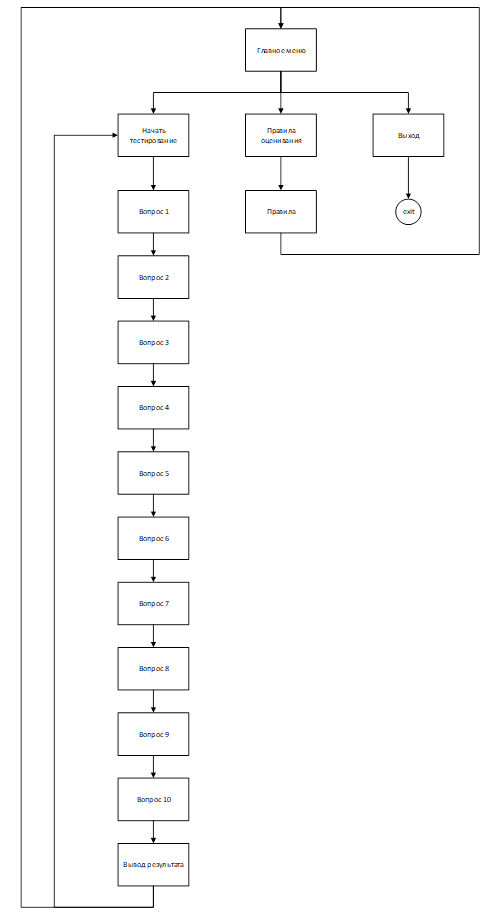 Главное меню
Начать
тестирование
Правила
оценивания
Выход
Вопрос 1
Правила
exit
Вопрос 2
Вопрос 3
Вопрос 4
Вопрос 5
Вопрос 6
Вопрос 7
Вопрос 8
Вопрос 9
Вопрос 10
Вывод результата